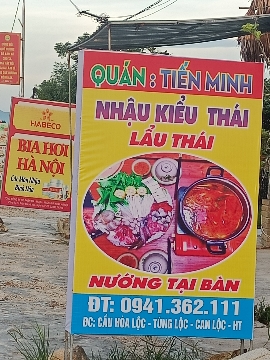 QUÁN : TIẾN MINH
NHẬU KIỂU THÁI
LẨU THÁI
NƯỚNG TẠI BÀN
ĐT: 0941.362.111
ĐC: CẦU HOA LỘC - TÙNG LỘC - CAN LỘC - HT
HABECO
BIA HƠI
HÀ NỘI